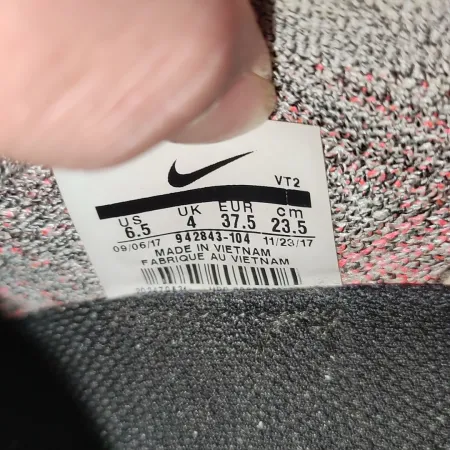 VT2
US UK EUR cm
6.5 4 37.5 23.5
09/06/17 942843-104 11/23/17
MADE IN VIETNAM
FABRIQUE AU VIETNAM